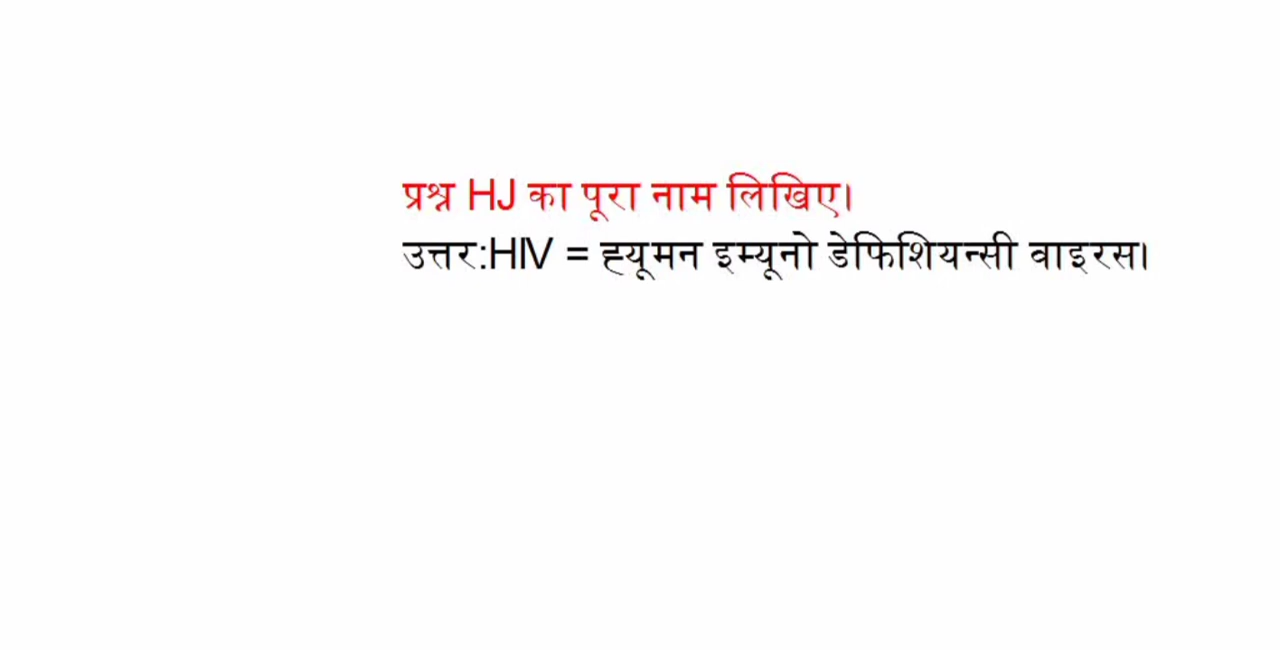 प्रश्न HJ का पूरा नाम लिखिए।
उत्तर:HIV = ह्यूमन इम्यूनो डेफिशियन्सी वाइरस।